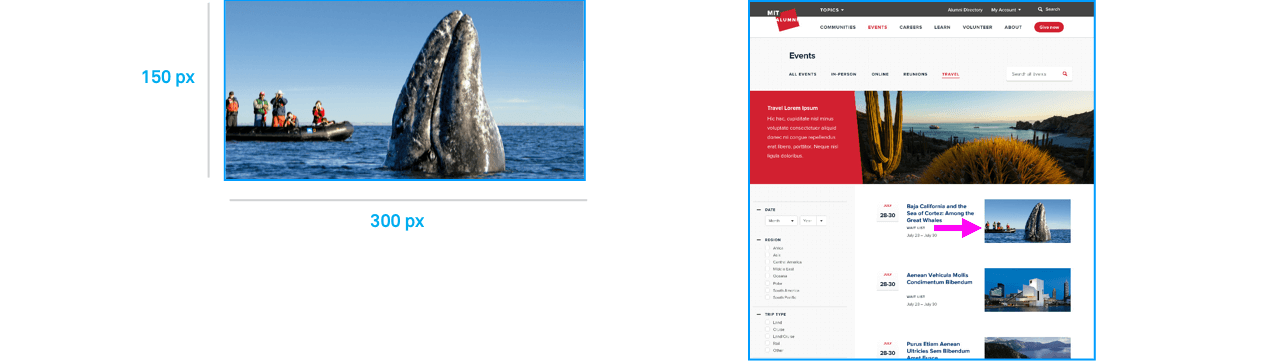 150 px
300 px
MIT
ALUMNI
TOPICS
Alumni Directory
My Account
Search
COMMUNITIES
EVENTS
CAREERS
LEARN
VOLUNTEER
ABOUT
Give now
Events
ALL EVENTS
IN-PERSON
ONLINE
REUNIONS
TRAVEL
Search all Events
Travel Lorem Ipsum
Hic hac, cupiditate nisl minus
voluptate consectetuer aliquid
donec mi congue repellendus
erat libero, porttitor. Neque nisi
ligula doloribus.
DATE
Month
Year
REGION
Africa
Asia
Central America
Middle East
Oceania
Polar
South America
South Pacific
TRIP TYPE
Land
Cruise
Land Cruise
Rail
Other
JULY
28-30
Baja California and the
Sea of Cortez: Among the
Great Whales
WAIT LIST
July 23 – July 30
JULY
28-30
Aenean Vehicula Mollis
Condimentum Bibendum
WAIT LIST
July 23 – July 30
JULY
28-30
Purus Etiam Aenean
Ultricies Sem Bibendum
Amet Fusce